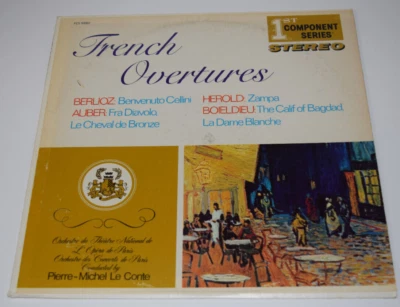 1ST COMPONENT SERIES
STEREO
French
Overtures
BERLIOZ: Benvenuto Cellini
AUBER: Fra Diavolo,
Le Cheval de Bronze
HEROLD: Zampa
BOIELDIEU: The Calif of Bagdad,
La Dame Blanche
Orchestre du Théâtre National de
L'Opéra de Paris
Orchestre des Concerts de Paris
Conducted by
Pierre-Michel Le Conte